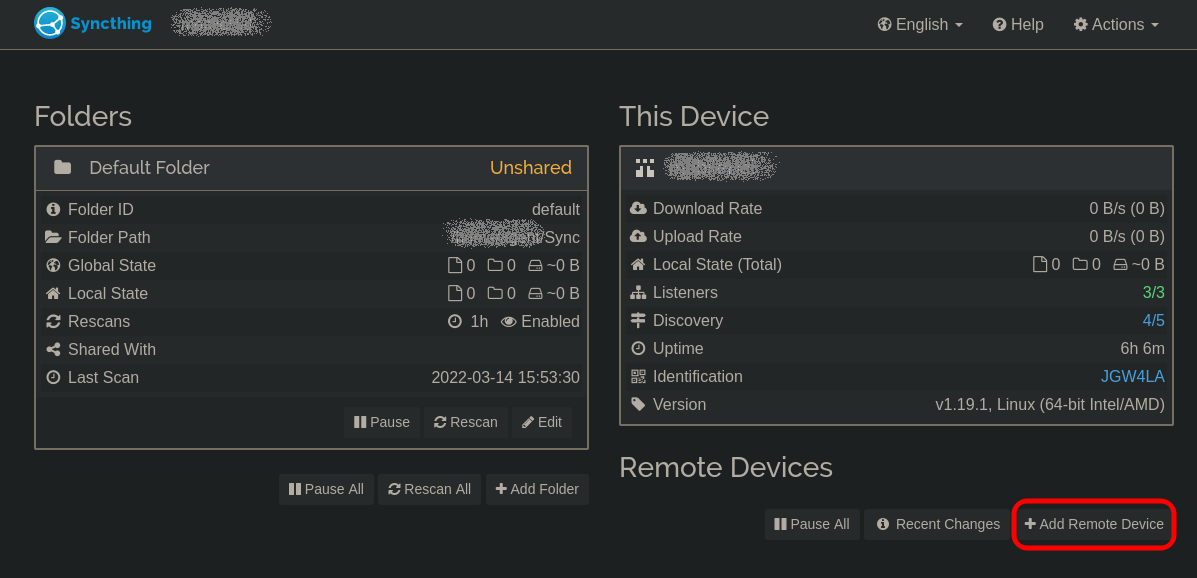 Syncthing
English
Help
Actions
Folders
Default Folder Unshared
Folder ID default
Folder Path Sync
Global State 0 0 ~0 B
Local State 0 0 ~0 B
Rescans 1h Enabled
Shared With
Last Scan 2022-03-14 15:53:30
Pause Rescan Edit
Pause All Rescan All Add Folder
This Device
Download Rate 0 B/s (0 B)
Upload Rate 0 B/s (0 B)
Local State (Total) 0 0 ~0 B
Listeners 3/3
Discovery 4/5
Uptime 6h 6m
Identification JGW4LA
Version v1.19.1, Linux (64-bit Intel/AMD)
Remote Devices
Pause All Recent Changes Add Remote Device